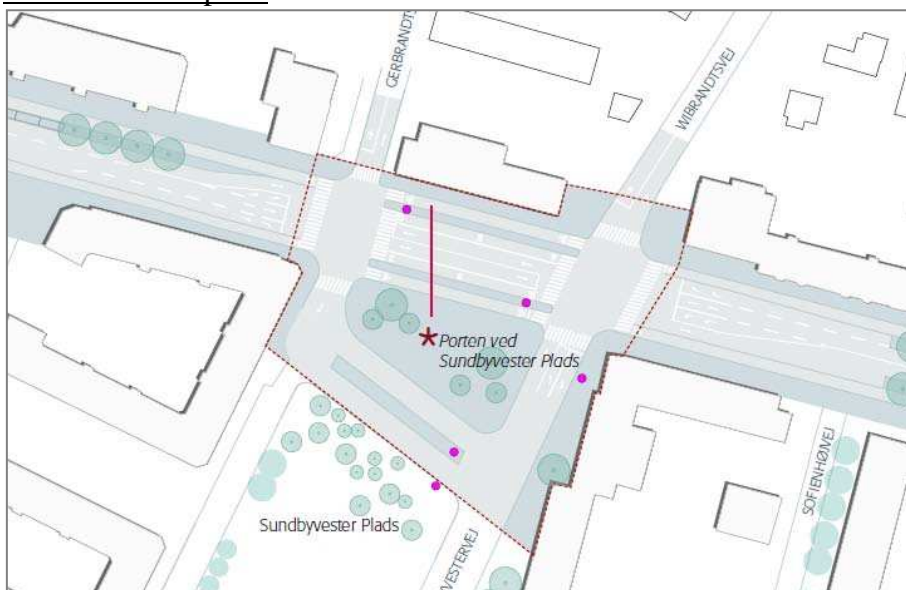 GERBRANDTS
WIBRANDTSVEJ
Porten ved
Sundbyvester Plads
SOFIENHØJVEJ
Sundbyvester Plads
VESTERVEJ